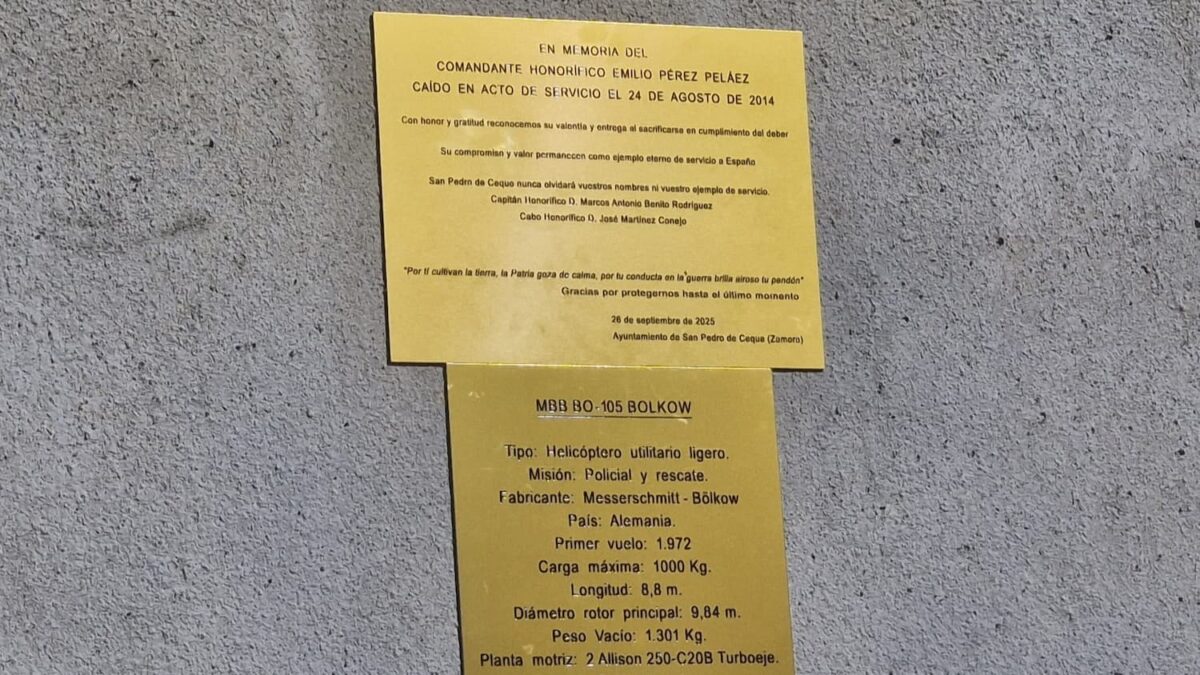 EN MEMORIA DEL
COMANDANTE HONORÍFICO EMILIO PÉREZ PELÁEZ
CAÍDO EN ACTO DE SERVICIO EL 24 DE AGOSTO DE 2014
Con honor y gratitud reconocemos su valentía y entrega al sacrificarse en cumplimiento del deber
Su compromiso y valor permanecen como ejemplo eterno de servicio a España
San Pedro de Ceque nunca olvidará vuestros nombres ni vuestro ejemplo de servicio.
Capitán Honorífico D. Marcos Antonio Benito Rodríguez
Cabo Honorífico D. José Martínez Conejo
"Por ti cultivan la tierra, la Patria goza de calma, por tu conducta en la guerra brilla airoso tu pendón"
Gracias por protegernos hasta el último momento
26 de septiembre de 2025
Ayuntamiento de San Pedro de Ceque (Zamora)
MBB BO-105 BOLKOW
Tipo: Helicóptero utilitario ligero.
Misión: Policial y rescate.
Fabricante: Messerschmitt - Bölkow
País: Alemania.
Primer vuelo: 1.972
Carga máxima: 1000 Kg.
Longitud: 8,8 m.
Diámetro rotor principal: 9,84 m.
Peso Vacío: 1.301 Kg.
Planta motriz: 2 Allison 250-C20B Turboeje.